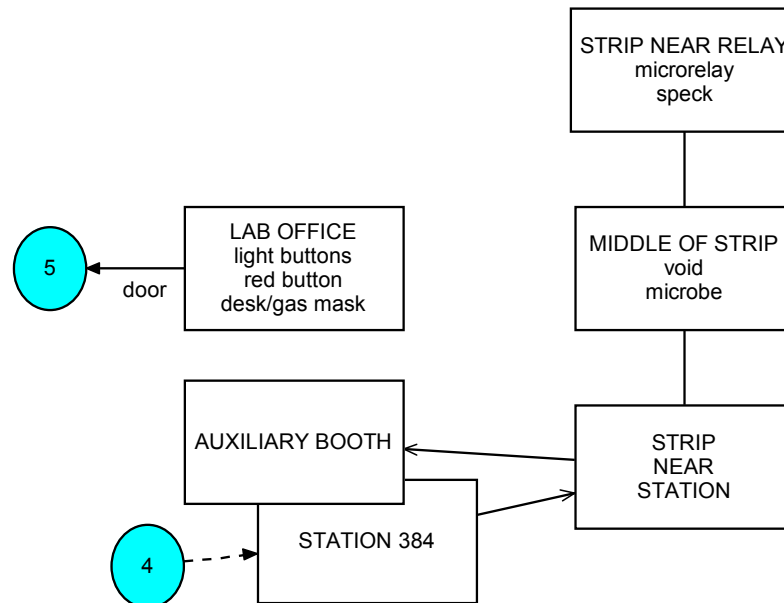 STRIP NEAR RELAY
microrelay
speck
5
door
LAB OFFICE
light buttons
red button
desk/gas mask
MIDDLE OF STRIP
void
microbe
AUXILIARY BOOTH
STRIP
NEAR
STATION
STATION 384
4